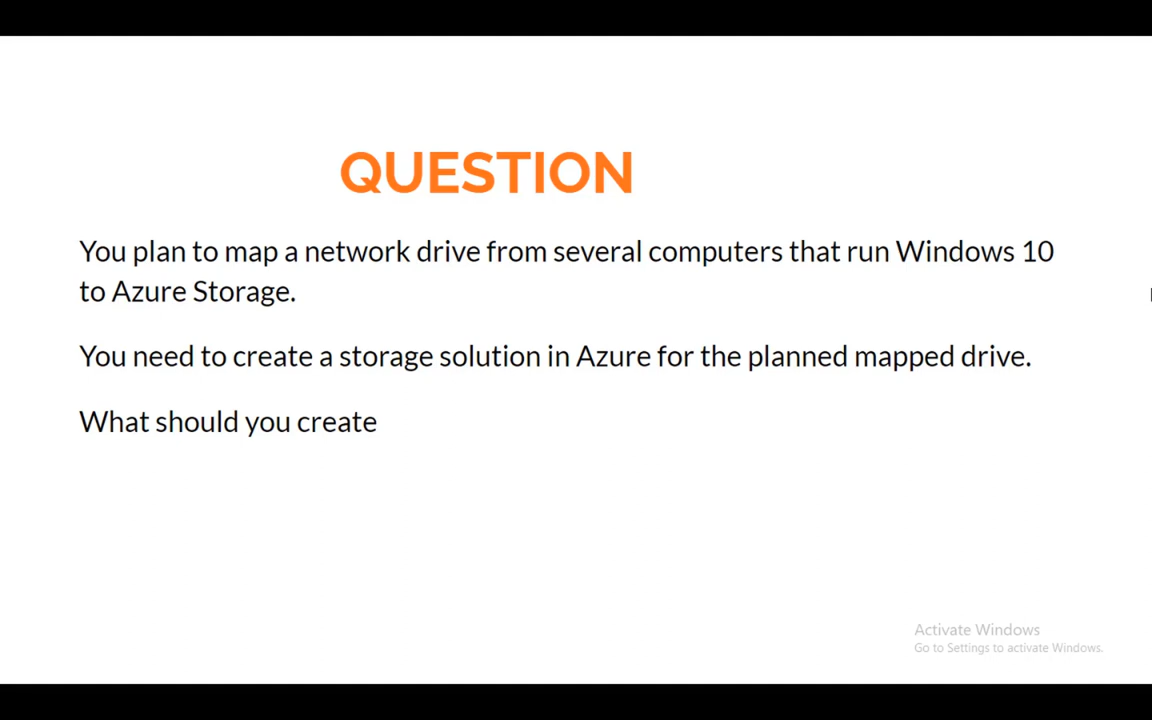 QUESTION
You plan to map a network drive from several computers that run Windows 10
to Azure Storage.
You need to create a storage solution in Azure for the planned mapped drive.
What should you create
Activate Windows
Go to Settings to activate Windows.